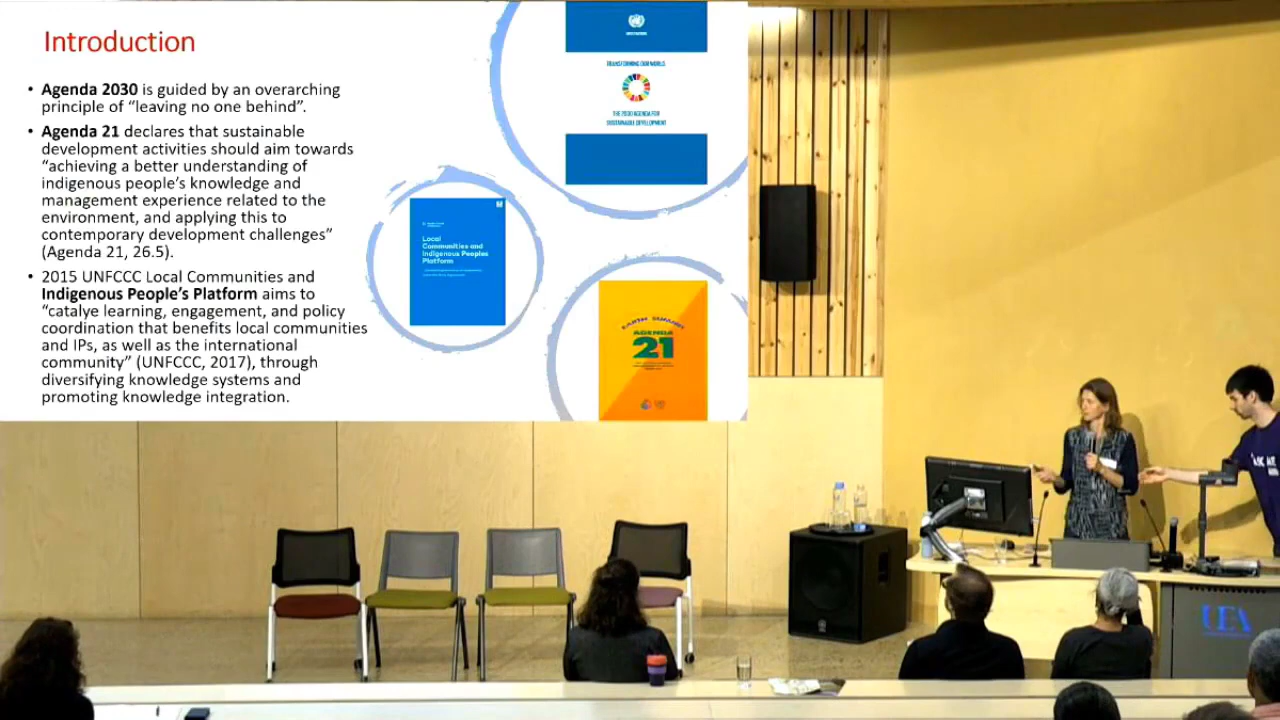 Introduction
• Agenda 2030 is guided by an overarching
principle of “leaving no one behind”.
• Agenda 21 declares that sustainable
development activities should aim towards
“achieving a better understanding of
indigenous people’s knowledge and
management experience related to the
environment, and applying this to
contemporary development challenges”
(Agenda 21, 26.5).
• 2015 UNFCCC Local Communities and
Indigenous People’s Platform aims to
“catalye learning, engagement, and policy
coordination that benefits local communities
and IPs, as well as the international
community” (UNFCCC, 2017), through
diversifying knowledge systems and
promoting knowledge integration.
TRANSFORMING OUR WORLD:
THE 2030 AGENDA FOR
SUSTAINABLE DEVELOPMENT
Local
Communities and
Indigenous Peoples
Platform
EARTH SUMMIT
AGENDA
21
ASK ME
UEA